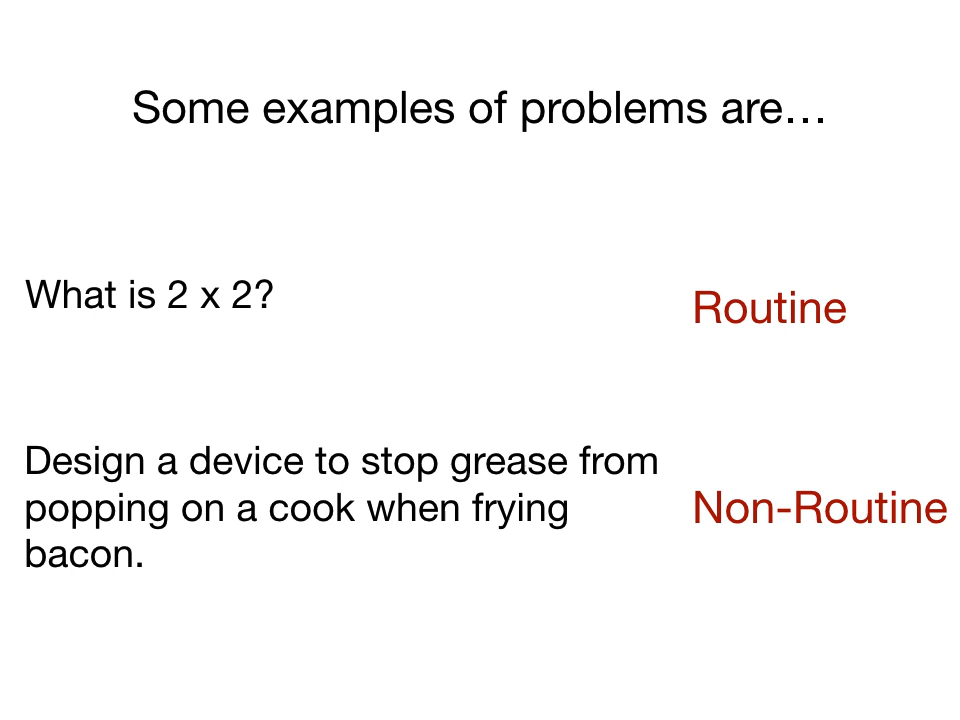 Some examples of problems are…
What is 2 x 2?
Routine
Design a device to stop grease from
popping on a cook when frying
bacon.
Non-Routine